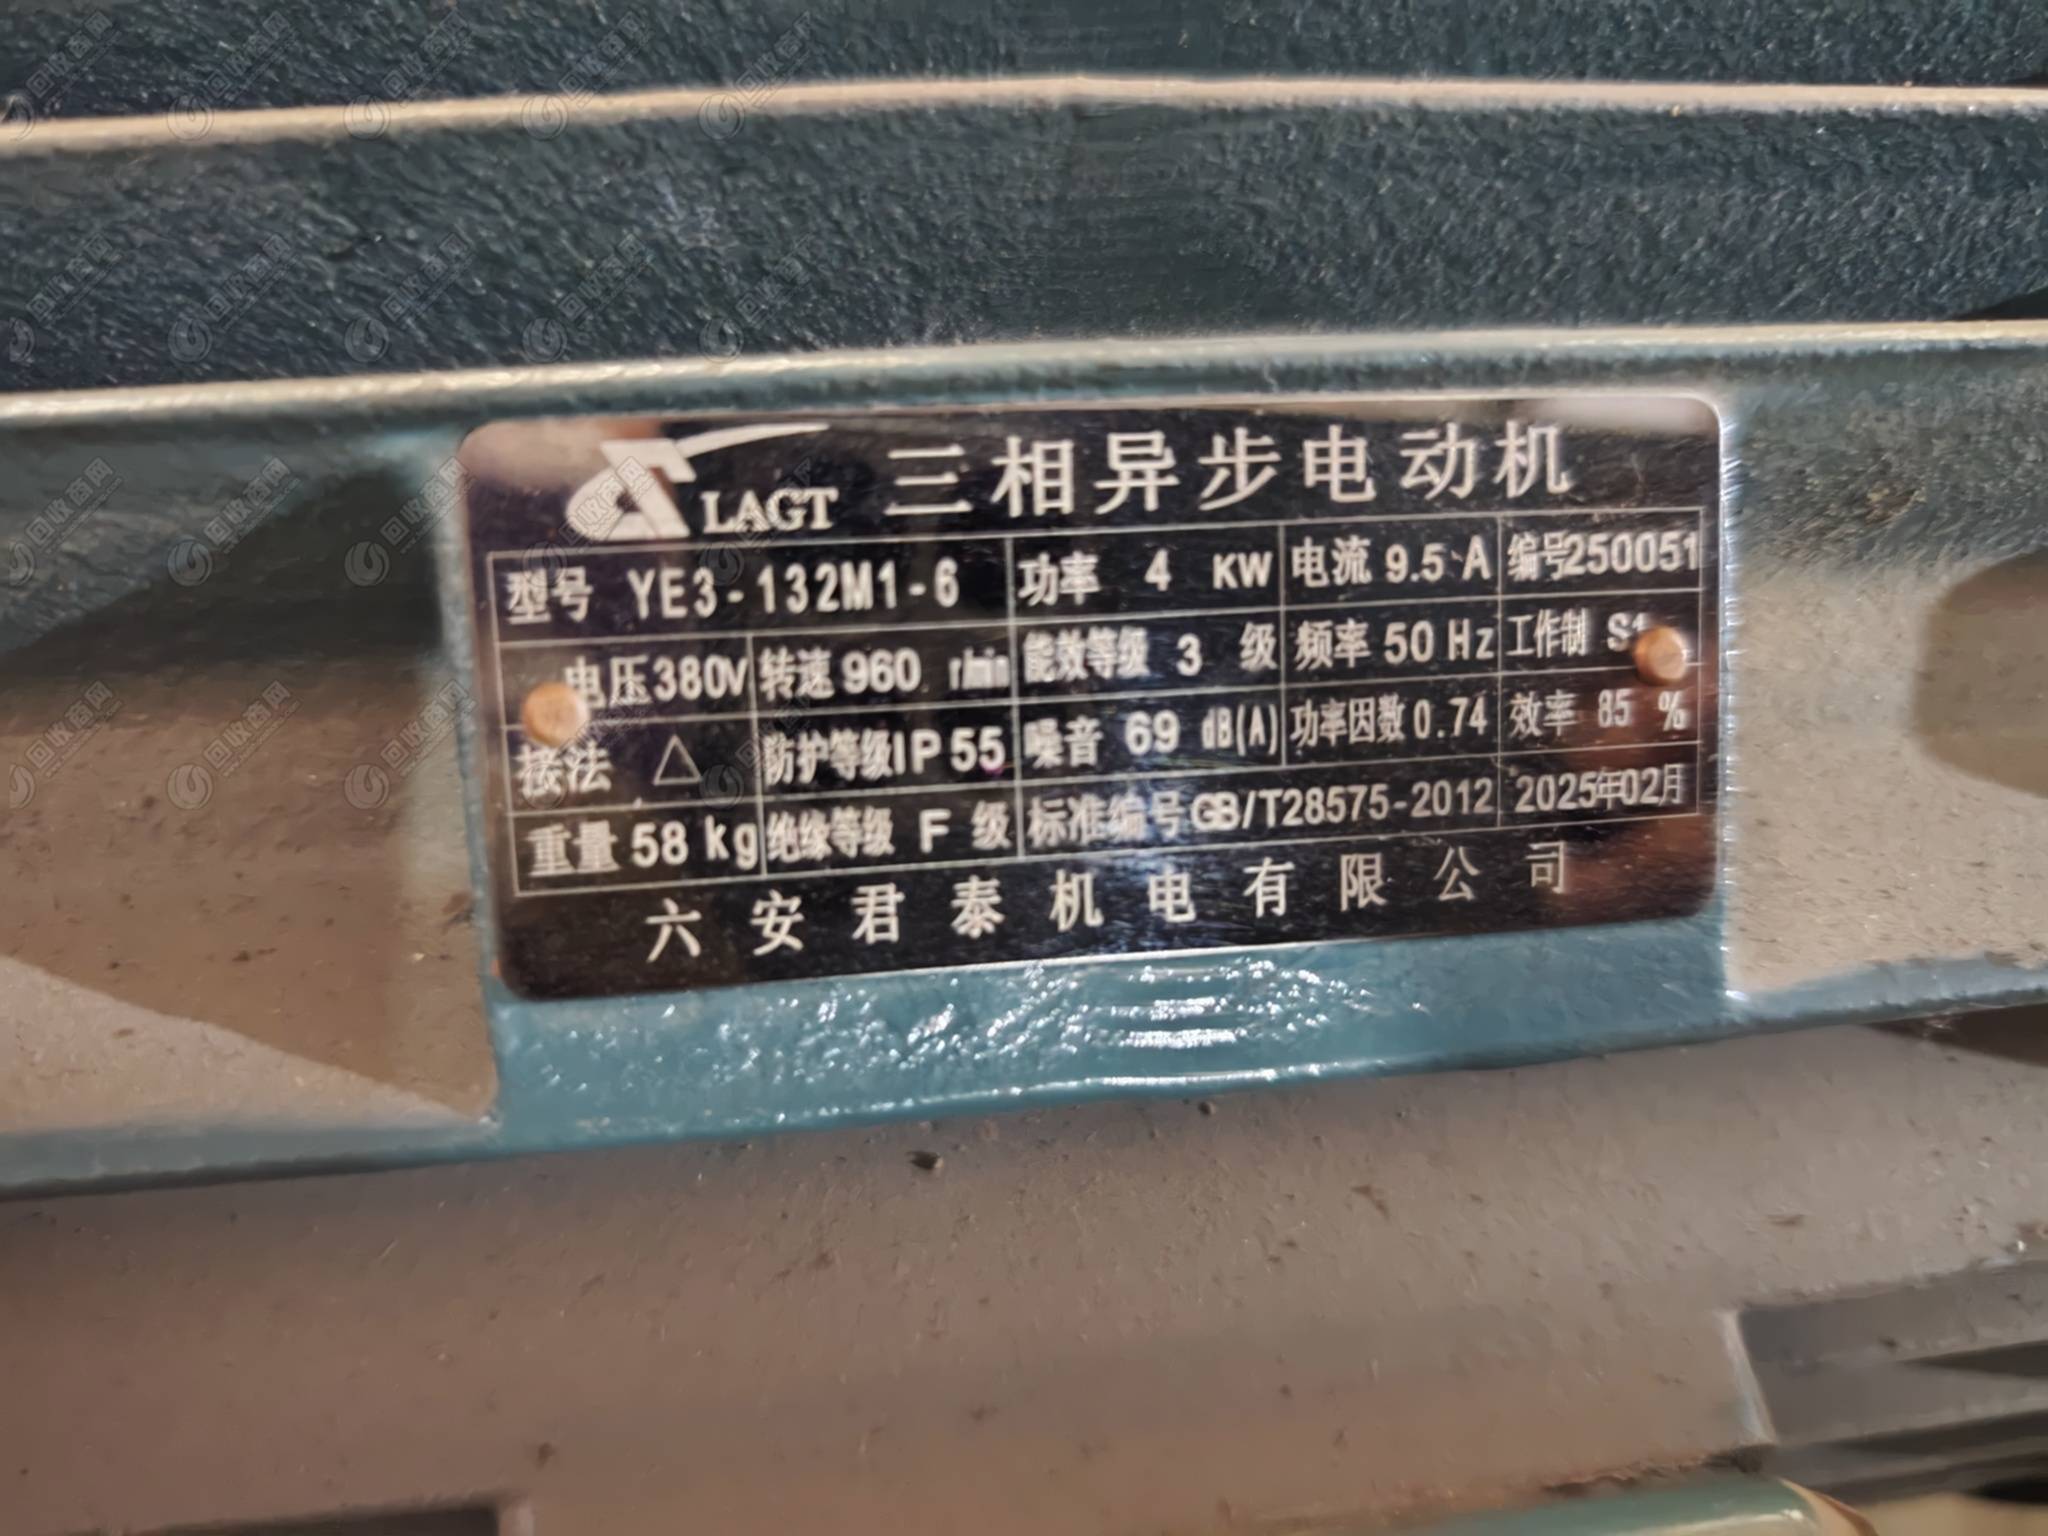 LAGT 三相异步电动机
型号 YE3-132M1-6 功率 4 KW 电流 9.5 A 编号250051
电压380V 转速 960 r/min 能效等级 3 级 频率 50 Hz 工作制 S1
接法 △ 防护等级IP 55 噪音 69 dB(A) 功率因数 0.74 效率 85 %
重量 58 kg 绝缘等级 F 级 标准编号GB/T28575-2012 2025年02月
六安君泰机电有限公司
回收商网